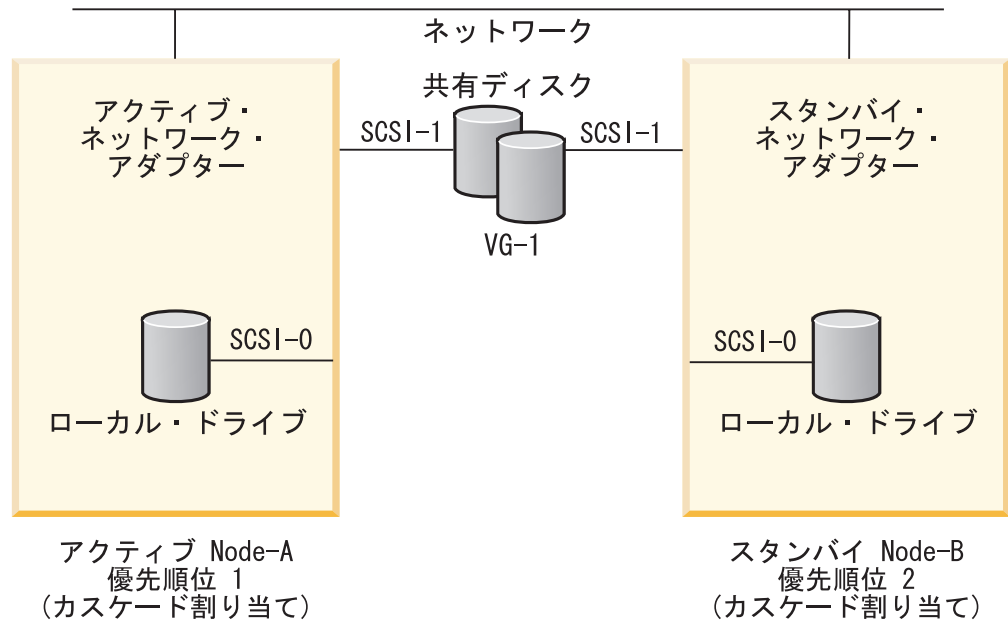 ネットワーク
共有ディスク
アクティブ・
ネットワーク・
アダプター
SCSI-1
SCSI-1
スタンバイ・
ネットワーク・
アダプター
VG-1
SCSI-0
ローカル・ドライブ
SCSI-0
ローカル・ドライブ
アクティブ Node-A
優先順位 1
(カスケード割り当て)
スタンバイ Node-B
優先順位 2
(カスケード割り当て)